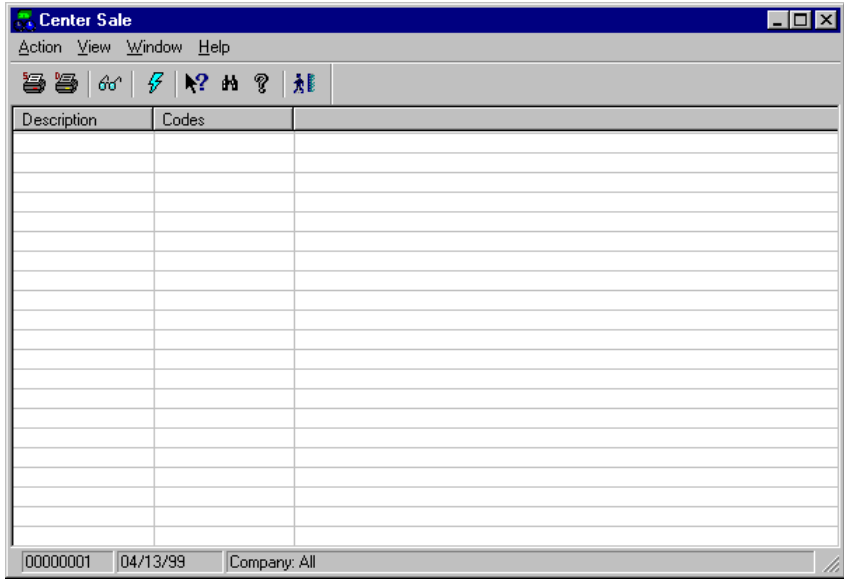 Center Sale
Action View Window Help
Description Codes
00000001 04/13/99 Company: All